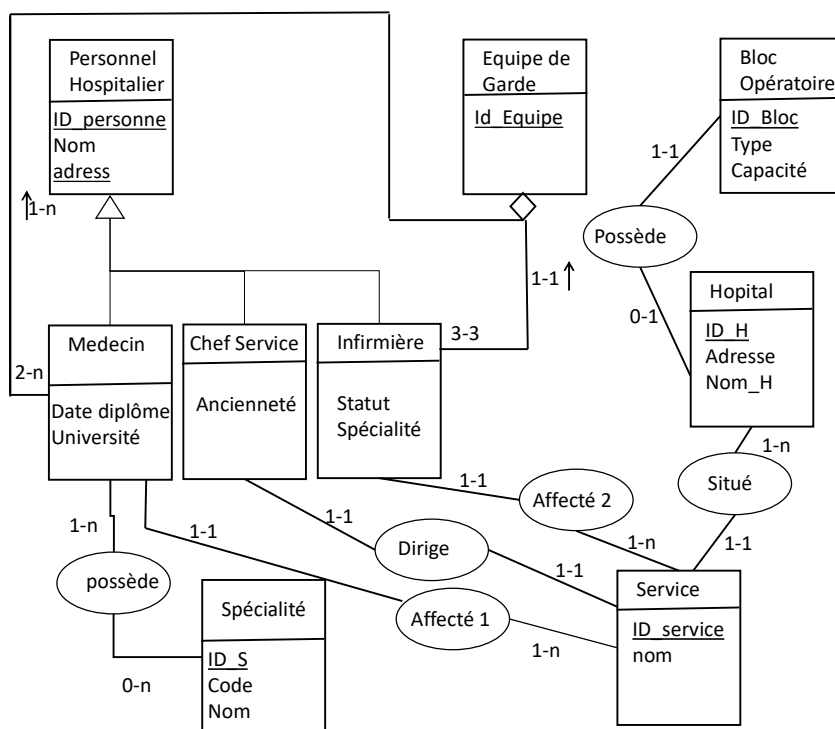 Personnel
Hospitalier
ID_personne
Nom
adress
Equipe de
Garde
Id_Equipe
Bloc
Opératoire
ID_Bloc
Type
Capacité
1-1
1-n
Possède
1-1
0-1
Hopital
ID_H
Adresse
Nom_H
Medecin
Chef Service
Infirmière
3-3
2-n
Date diplôme
Université
Ancienneté
Statut
Spécialité
1-n
Situé
1-1
1-1
Affecté 2
1-n
1-n
1-1
1-1
Dirige
1-1
possède
Spécialité
ID_S
Code
Nom
0-n
Affecté 1
1-n
Service
ID_service
nom